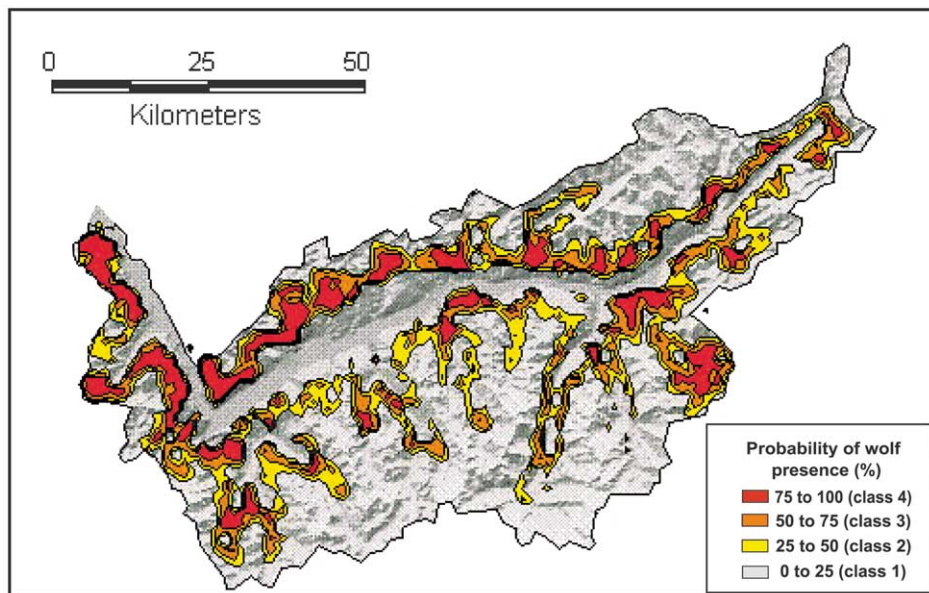 0 25 50
Kilometers
Probability of wolf
presence (%)
75 to 100 (class 4)
50 to 75 (class 3)
25 to 50 (class 2)
0 to 25 (class 1)